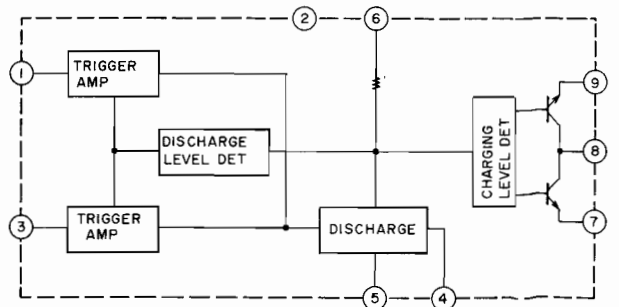 2
6
1
TRIGGER
AMP
9
DISCHARGE
LEVEL DET
CHARGING
LEVEL DET
8
3
TRIGGER
AMP
DISCHARGE
7
5
4